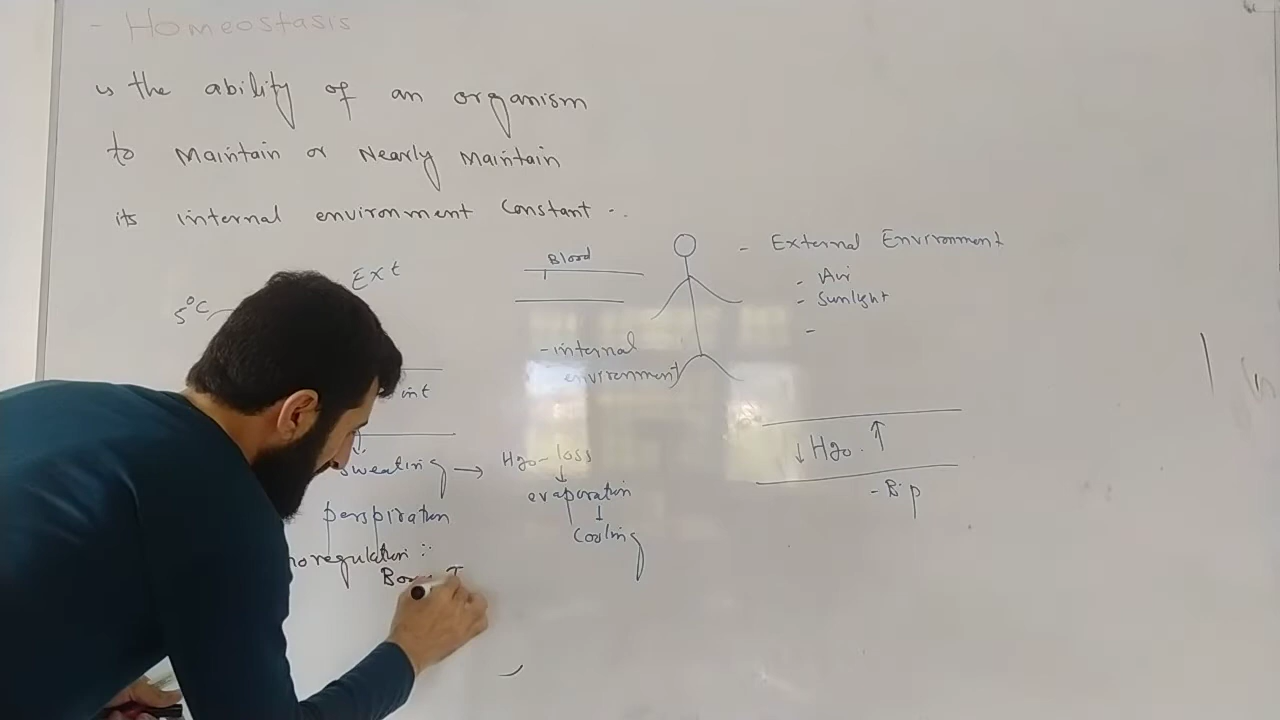 - Homeostasis
is the ability of an organism
to Maintain or Nearly Maintain
its internal environment Constant ..
Ext
5°C
int
sweating → H2o - loss
↓
evaporation
↓
Cooling
perspiration
noregulation :-
Blood
- internal
environment
- External Environment
- Air
- Sunlight
-
↓ H2o . ↑
- B.p